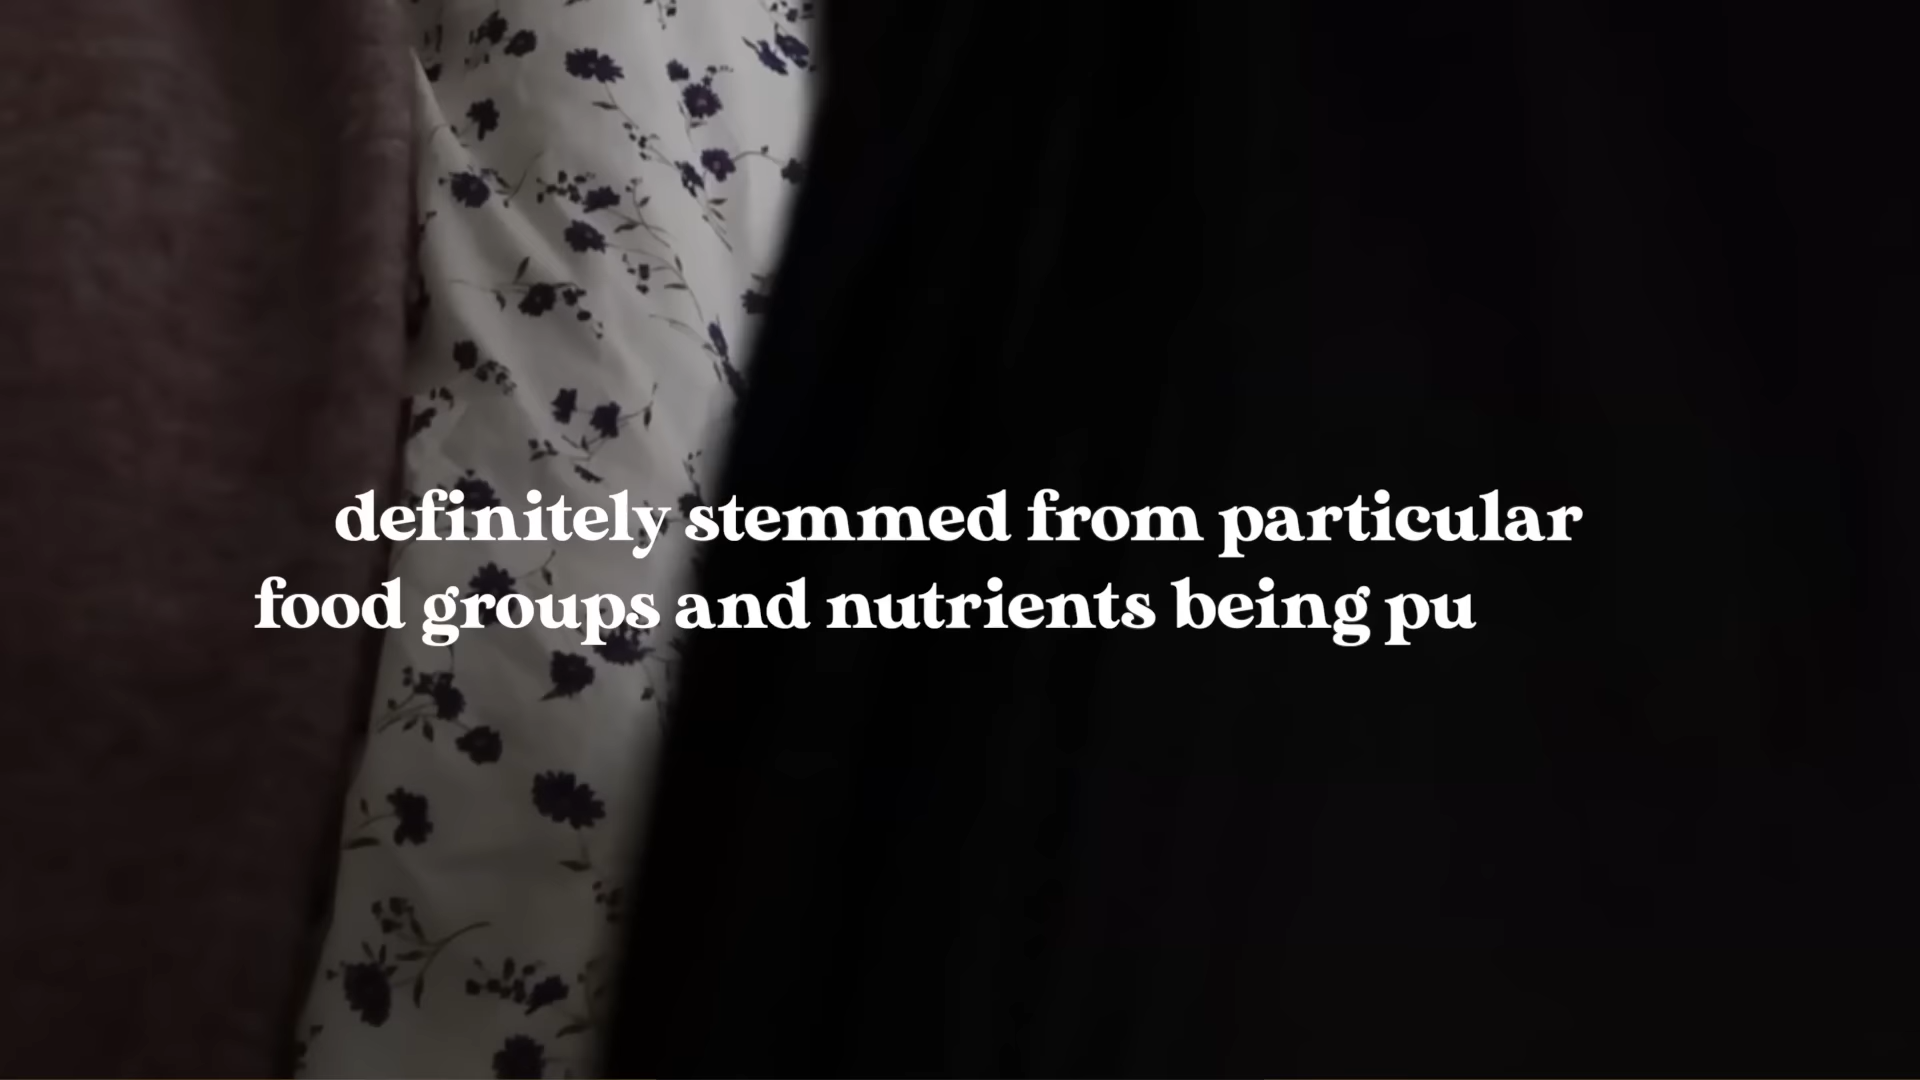 definitely stemmed from particular
food groups and nutrients being pu